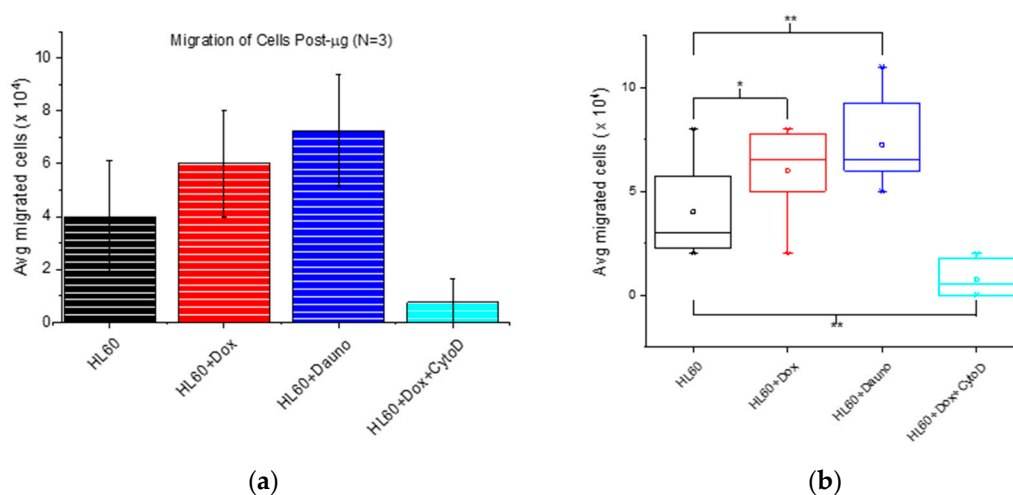 Migration of Cells Post-µg (N=3)
Avg migrated cells (x 10⁴)
10
8
6
4
2
0
HL60
HL60+Dox
HL60+Dauno
HL60+Dox+CytoD
(a)
**
*
Avg migrated cells (x 10⁴)
10
5
0
**
HL60
HL60+Dox
HL60+Dauno
HL60+Dox+CytoD
(b)